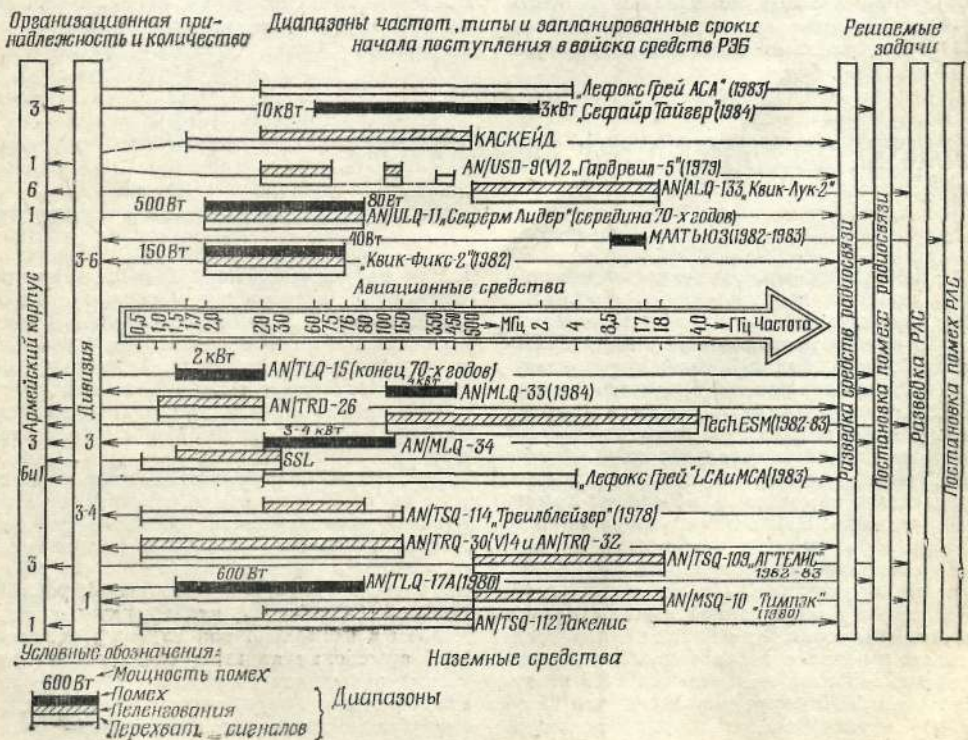 Организационная при-
надлежность и количество
Диапазоны частот, типы и запланированные сроки
начала поступления в войска средств РЭБ
Решаемые
задачи
„Лефокс Грей АСА" (1983)
3
10 кВт
3кВт „Сефайр Тайгер" (1984)
КАСКЕЙД
1
AN/USD-9(V)2 „Гардреил-5" (1979)
6
AN/ALQ-133 „Квик-Лук-2"
1
500 Вт
80 Вт
AN/ULQ-11 „Сеферм Лидер" (середина 70-х годов)
МАЛТЬЮЗ (1982-1983)
3-6
150 Вт
40 Вт
„Квик-Фикс-2" (1982)
Авиационные средства
0,5
1,0
1,5
1,7
2,0
20
30
60
75
76
80
100
150
350
450
500
МГц
2
4
8,5
17
18
40
ГГц
Частота
Армейский корпус
Дивизия
Разведка средств радиосвязи
Постановка помех радиосвязи
Разведка РЛС
Постановка помех РЛС
2 кВт
AN/TLQ-15 (конец 70-х годов)
4кВт
AN/MLQ-33 (1984)
AN/TRD-26
TechESM (1982-83)
3
3
3-4 кВт
AN/MLQ-34
SSL
6и1
„Лефокс Грей" LCA и MCA (1983)
3-4
AN/TSQ-114 „Треилблейзер" (1978)
AN/TRQ-30(V)4 и AN/TRQ-32
3
AN/TSQ-109 „АГТЕЛИС"
1982-83
600 Вт
AN/TLQ-17A (1980)
1
AN/MSQ-10 „Тимпэк"
(1980)
1
AN/TSQ-112 Такелис
Условные обозначения:
Наземные средства
600 Вт
Мощность помех
Помех
Пеленгования
Перехват сигналов
Диапазоны